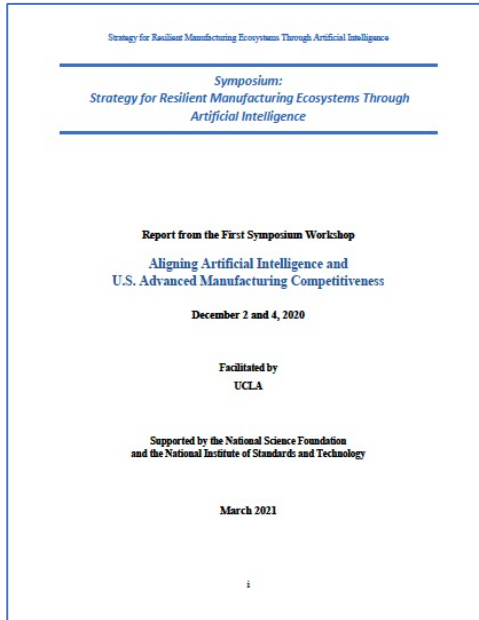 Strategy for Resilient Manufacturing Ecosystems Through Artificial Intelligence
Symposium:
Strategy for Resilient Manufacturing Ecosystems Through
Artificial Intelligence
Report from the First Symposium Workshop
Aligning Artificial Intelligence and
U.S. Advanced Manufacturing Competitiveness
December 2 and 4, 2020
Facilitated by
UCLA
Supported by the National Science Foundation
and the National Institute of Standards and Technology
March 2021
i